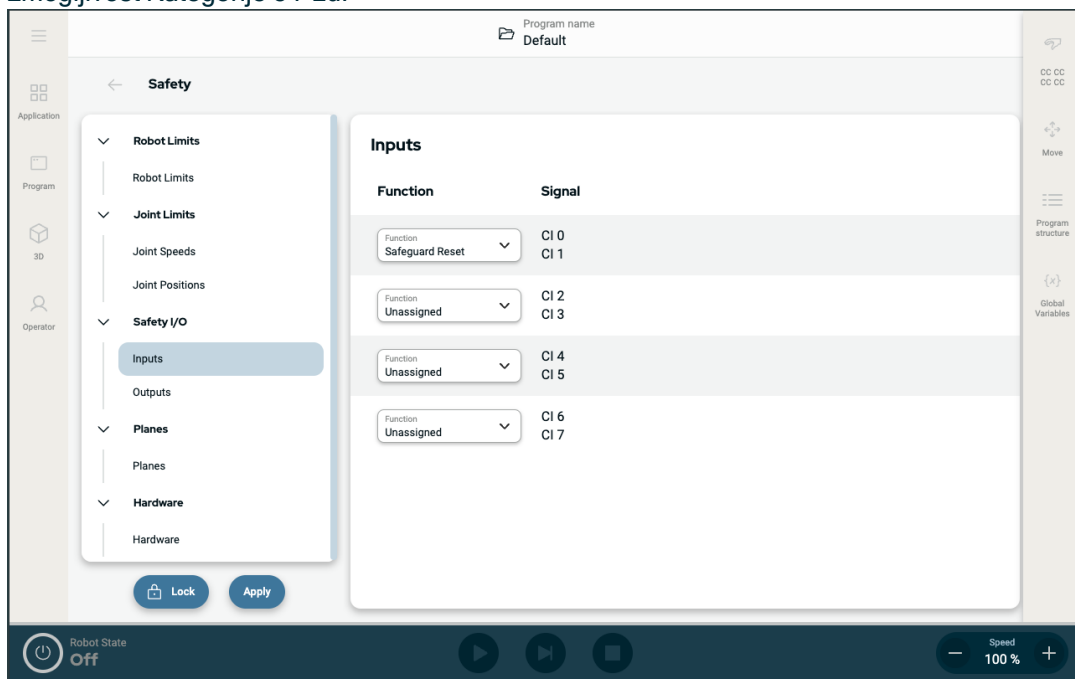 Program name
Default
Application
Program
3D
Operator
Safety
Robot Limits
Robot Limits
Joint Limits
Joint Speeds
Joint Positions
Safety I/O
Inputs
Outputs
Planes
Planes
Hardware
Hardware
Lock
Apply
Inputs
Function Signal
Function
Safeguard Reset
CI 0
CI 1
Function
Unassigned
CI 2
CI 3
Function
Unassigned
CI 4
CI 5
Function
Unassigned
CI 6
CI 7
CC CC
CC CC
Move
Program
structure
{x}
Global
Variables
Robot State
Off
Speed
100 %